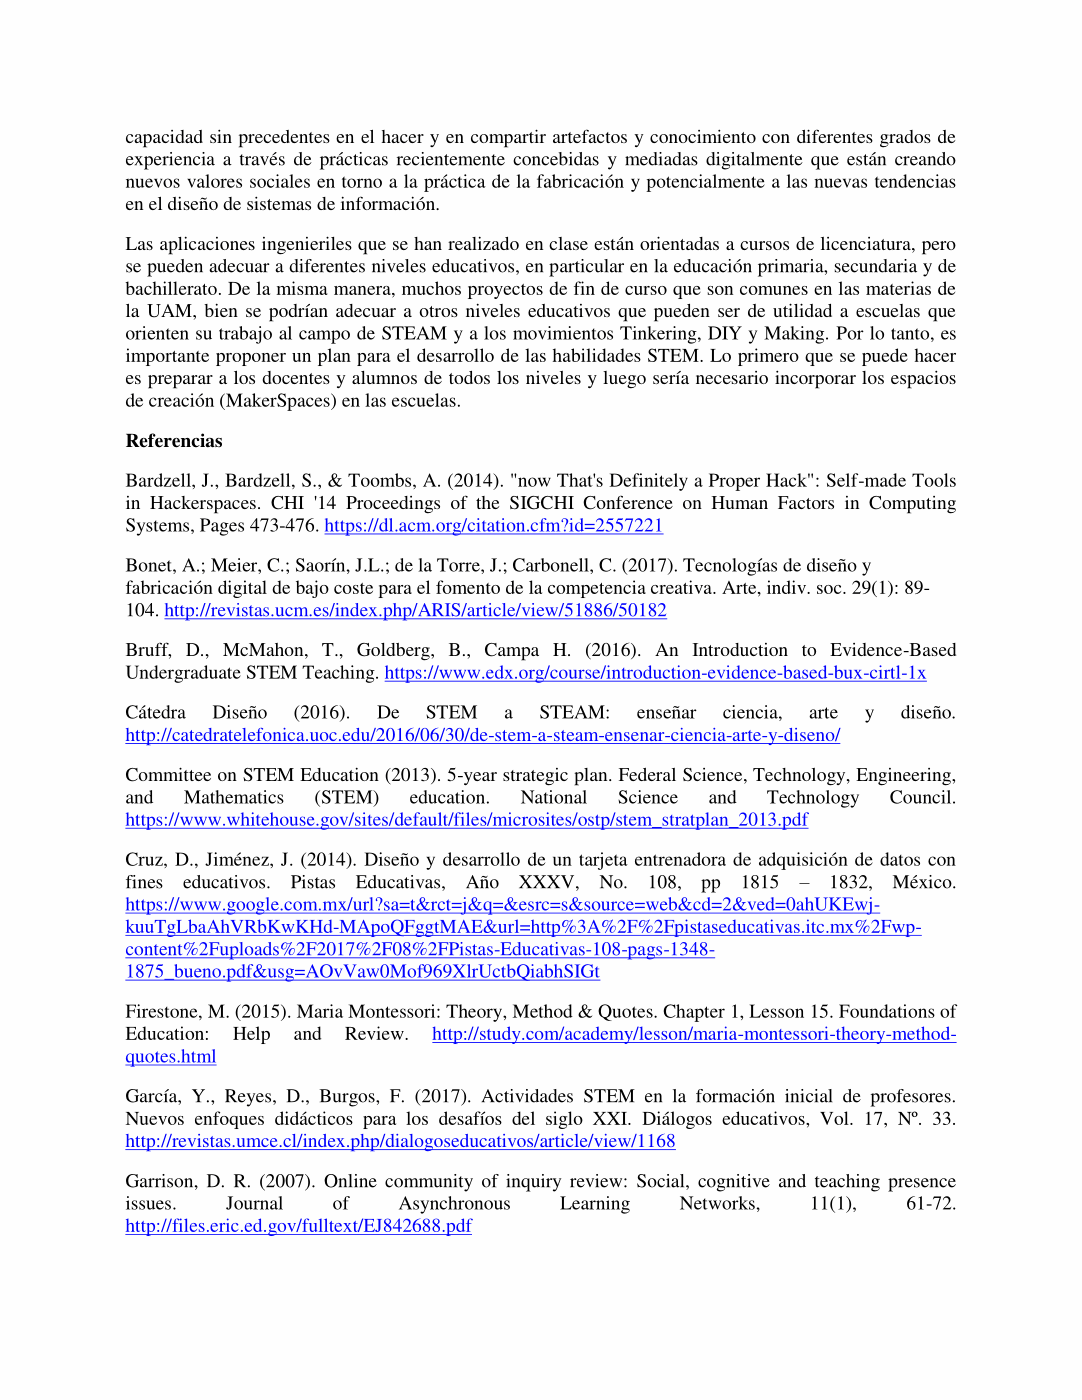 capacidad sin precedentes en el hacer y en compartir artefactos y conocimiento con diferentes grados de
experiencia a través de prácticas recientemente concebidas y mediadas digitalmente que están creando
nuevos valores sociales en torno a la práctica de la fabricación y potencialmente a las nuevas tendencias
en el diseño de sistemas de información.
Las aplicaciones ingenieriles que se han realizado en clase están orientadas a cursos de licenciatura, pero
se pueden adecuar a diferentes niveles educativos, en particular en la educación primaria, secundaria y de
bachillerato. De la misma manera, muchos proyectos de fin de curso que son comunes en las materias de
la UAM, bien se podrían adecuar a otros niveles educativos que pueden ser de utilidad a escuelas que
orienten su trabajo al campo de STEAM y a los movimientos Tinkering, DIY y Making. Por lo tanto, es
importante proponer un plan para el desarrollo de las habilidades STEM. Lo primero que se puede hacer
es preparar a los docentes y alumnos de todos los niveles y luego sería necesario incorporar los espacios
de creación (MakerSpaces) en las escuelas.
Referencias
Bardzell, J., Bardzell, S., & Toombs, A. (2014). "now That's Definitely a Proper Hack": Self-made Tools
in Hackerspaces. CHI '14 Proceedings of the SIGCHI Conference on Human Factors in Computing
Systems, Pages 473-476. https://dl.acm.org/citation.cfm?id=2557221
Bonet, A.; Meier, C.; Saorín, J.L.; de la Torre, J.; Carbonell, C. (2017). Tecnologías de diseño y
fabricación digital de bajo coste para el fomento de la competencia creativa. Arte, indiv. soc. 29(1): 89-
104. http://revistas.ucm.es/index.php/ARIS/article/view/51886/50182
Bruff, D., McMahon, T., Goldberg, B., Campa H. (2016). An Introduction to Evidence-Based
Undergraduate STEM Teaching. https://www.edx.org/course/introduction-evidence-based-bux-cirtl-1x
Cátedra Diseño (2016). De STEM a STEAM: enseñar ciencia, arte y diseño.
http://catedratelefonica.uoc.edu/2016/06/30/de-stem-a-steam-ensenar-ciencia-arte-y-diseno/
Committee on STEM Education (2013). 5-year strategic plan. Federal Science, Technology, Engineering,
and Mathematics (STEM) education. National Science and Technology Council.
https://www.whitehouse.gov/sites/default/files/microsites/ostp/stem_stratplan_2013.pdf
Cruz, D., Jiménez, J. (2014). Diseño y desarrollo de un tarjeta entrenadora de adquisición de datos con
fines educativos. Pistas Educativas, Año XXXV, No. 108, pp 1815 – 1832, México.
https://www.google.com.mx/url?sa=t&rct=j&q=&esrc=s&source=web&cd=2&ved=0ahUKEwj-
kuuTgLbaAhVRbKwKHd-MApoQFggtMAE&url=http%3A%2F%2Fpistaseducativas.itc.mx%2Fwp-
content%2Fuploads%2F2017%2F08%2FPistas-Educativas-108-pags-1348-
1875_bueno.pdf&usg=AOvVaw0Mof969XlrUctbQiabhSIGt
Firestone, M. (2015). Maria Montessori: Theory, Method & Quotes. Chapter 1, Lesson 15. Foundations of
Education: Help and Review. http://study.com/academy/lesson/maria-montessori-theory-method-
quotes.html
García, Y., Reyes, D., Burgos, F. (2017). Actividades STEM en la formación inicial de profesores.
Nuevos enfoques didácticos para los desafíos del siglo XXI. Diálogos educativos, Vol. 17, Nº. 33.
http://revistas.umce.cl/index.php/dialogoseducativos/article/view/1168
Garrison, D. R. (2007). Online community of inquiry review: Social, cognitive and teaching presence
issues. Journal of Asynchronous Learning Networks, 11(1), 61-72.
http://files.eric.ed.gov/fulltext/EJ842688.pdf